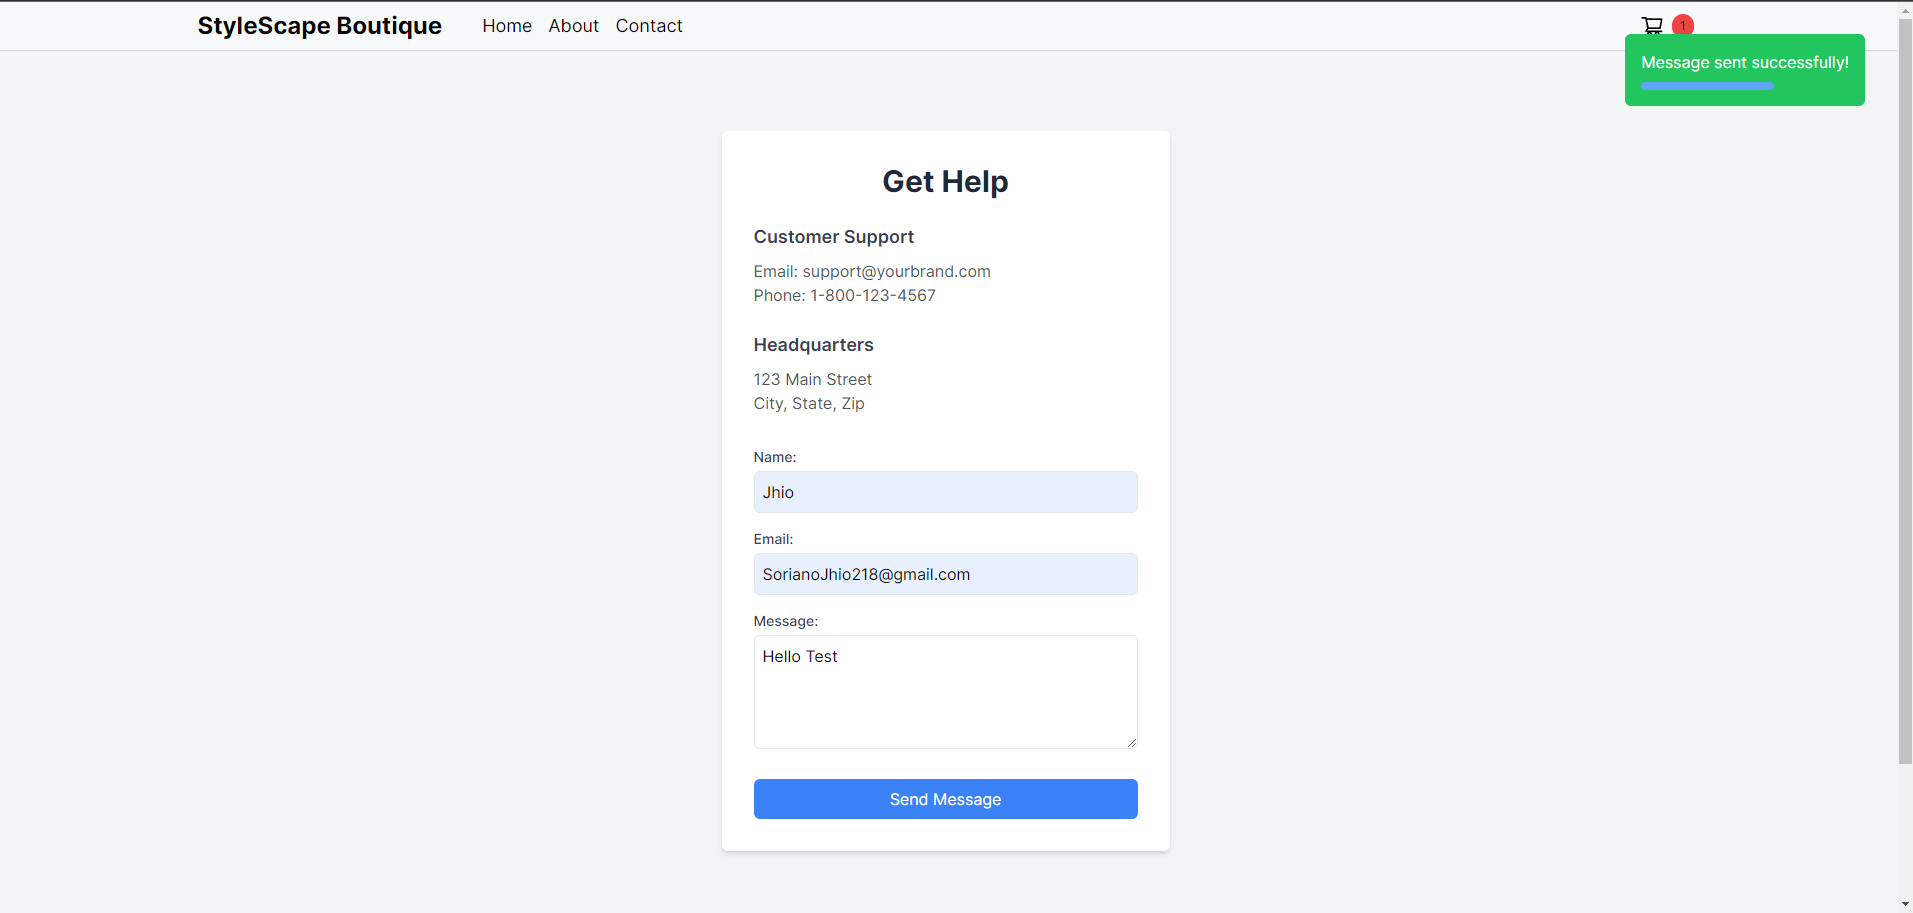 StyleScape Boutique
Home About Contact
1
Message sent successfully!
Get Help
Customer Support
Email: support@yourbrand.com
Phone: 1-800-123-4567
Headquarters
123 Main Street
City, State, Zip
Name:
Jhio
Email:
SorianoJhio218@gmail.com
Message:
Hello Test
Send Message